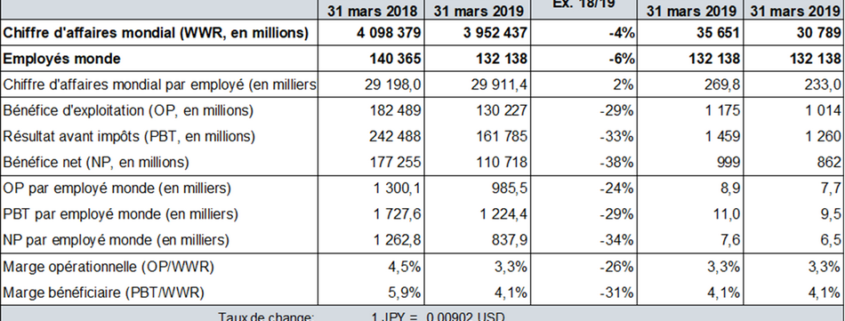 31 mars 2018 31 mars 2019 Ex. 18/19 31 mars 2019 31 mars 2019
Chiffre d'affaires mondial (WWR, en millions) 4 098 379 3 952 437 -4% 35 651 30 789
Employés monde 140 365 132 138 -6% 132 138 132 138
Chiffre d'affaires mondial par employé (en milliers 29 198,0 29 911,4 2% 269,8 233,0
Bénéfice d'exploitation (OP, en millions) 182 489 130 227 -29% 1 175 1 014
Résultat avant impôts (PBT, en millions) 242 488 161 785 -33% 1 459 1 260
Bénéfice net (NP, en millions) 177 255 110 718 -38% 999 862
OP par employé monde (en milliers) 1 300,1 985,5 -24% 8,9 7,7
PBT par employé monde (en milliers) 1 727,6 1 224,4 -29% 11,0 9,5
NP par employé monde (en milliers) 1 262,8 837,9 -34% 7,6 6,5
Marge opérationnelle (OP/WWR) 4,5% 3,3% -26% 3,3% 3,3%
Marge bénéficiaire (PBT/WWR) 5,9% 4,1% -31% 4,1% 4,1%
Taux de change: 1 JPY = 0,00902 USD